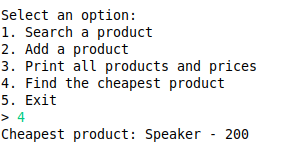 Select an option:
1. Search a product
2. Add a product
3. Print all products and prices
4. Find the cheapest product
5. Exit
> 4
Cheapest product: Speaker - 200